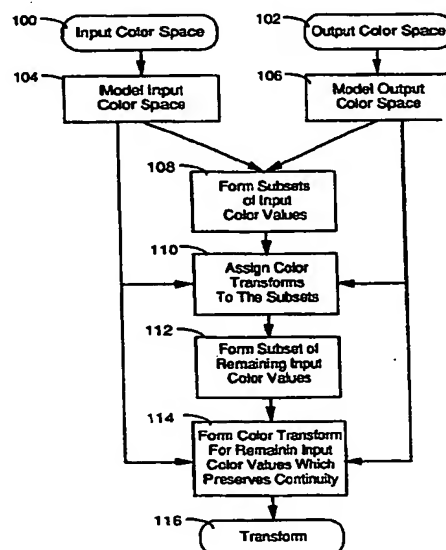 100
Input Color Space
102
Output Color Space
104
Model Input
Color Space
106
Model Output
Color Space
108
Form Subsets
of Input
Color Values
110
Assign Color
Transforms
To The Subsets
112
Form Subset of
Remaining Input
Color Values
114
Form Color Transform
For Remainin Input
Color Values Which
Preserves Continuity
116
Transform